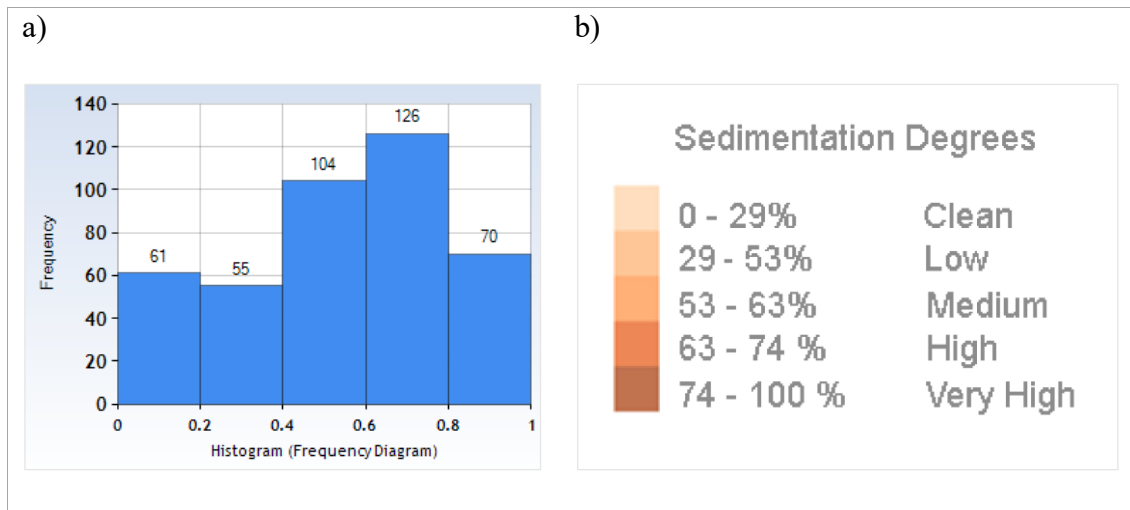 a)
b)
140
120
100
80
60
40
20
0
Frequency
61
55
104
126
70
0 0.2 0.4 0.6 0.8 1
Histogram (Frequency Diagram)
Sedimentation Degrees
0 - 29% Clean
29 - 53% Low
53 - 63% Medium
63 - 74 % High
74 - 100 % Very High